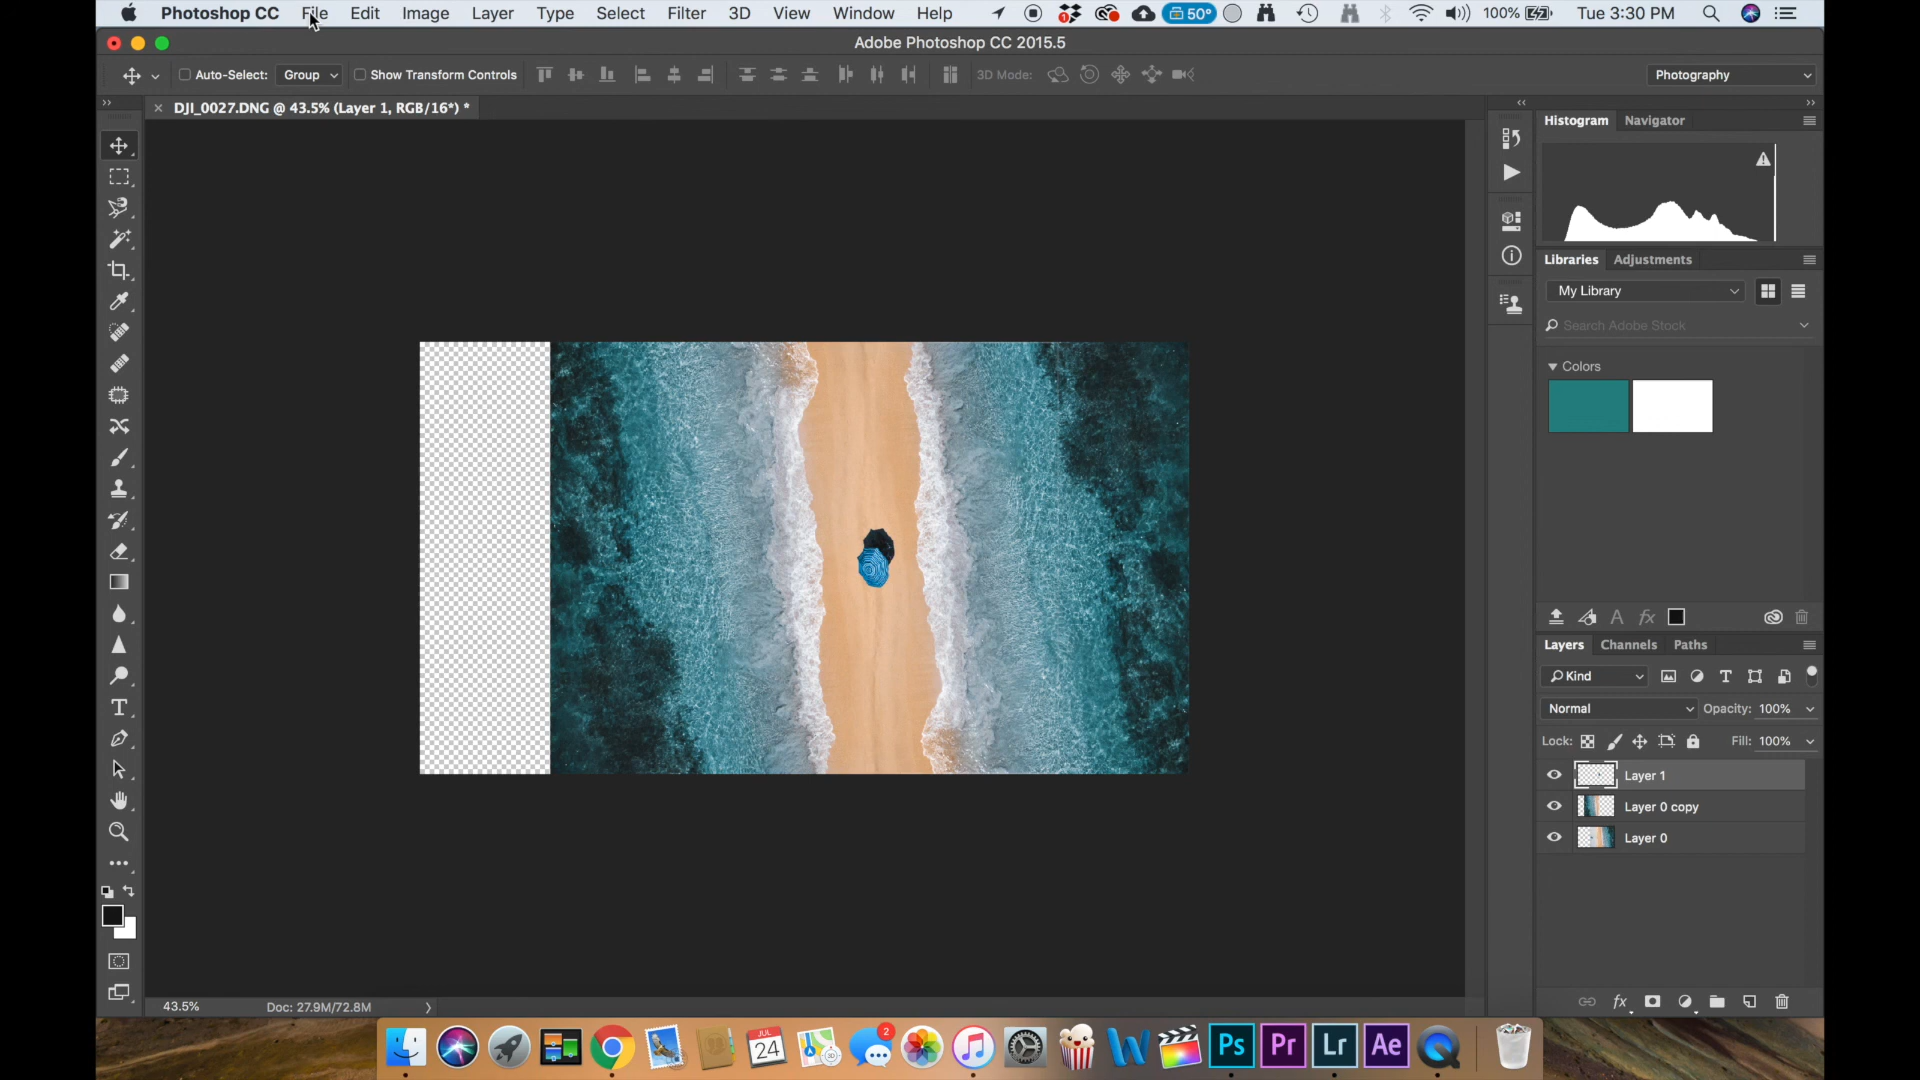 Photoshop CC File Edit Image Layer Type Select Filter 3D View Window Help 1 50° 100% Tue 3:30 PM
Adobe Photoshop CC 2015.5
Auto-Select: Group Show Transform Controls 3D Mode: Photography
DJI_0027.DNG @ 43.5% (Layer 1, RGB/16*) *
Histogram Navigator
Libraries Adjustments
My Library
Search Adobe Stock
Colors
Layers Channels Paths
Kind
Normal Opacity: 100%
Lock: Fill: 100%
Layer 1
Layer 0 copy
Layer 0
43.5% Doc: 27.9M/72.8M
JUL
24
2
3D
W
Ps Pr Lr Ae